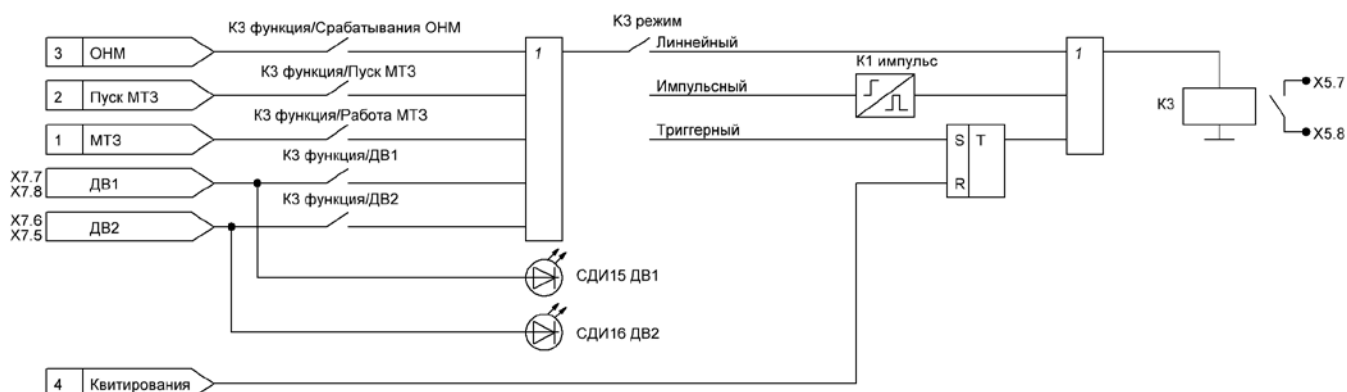 К3 функция/Срабатывания ОНМ
К3 режим
3 ОНМ
1
Линнейный
1
К3 функция/Пуск МТЗ
К1 импульс
2 Пуск МТЗ
Импульсный
X5.7
К3
К3 функция/Работа МТЗ
1 МТЗ
Триггерный
S T
X5.8
К3 функция/ДВ1
X7.7
X7.8
ДВ1
R
К3 функция/ДВ2
X7.6
X7.5
ДВ2
СДИ15 ДВ1
СДИ16 ДВ2
4 Квитирования